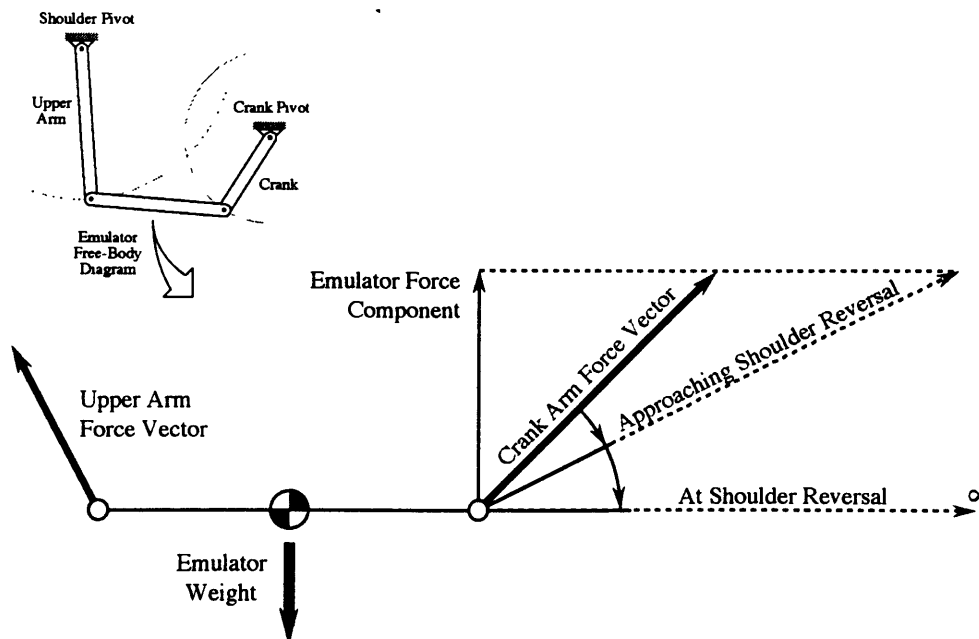 Shoulder Pivot
Upper
Arm
Crank Pivot
Crank
Emulator
Free-Body
Diagram
Emulator Force
Component
Crank Arm Force Vector
Approaching Shoulder Reversal
Upper Arm
Force Vector
At Shoulder Reversal
Emulator
Weight